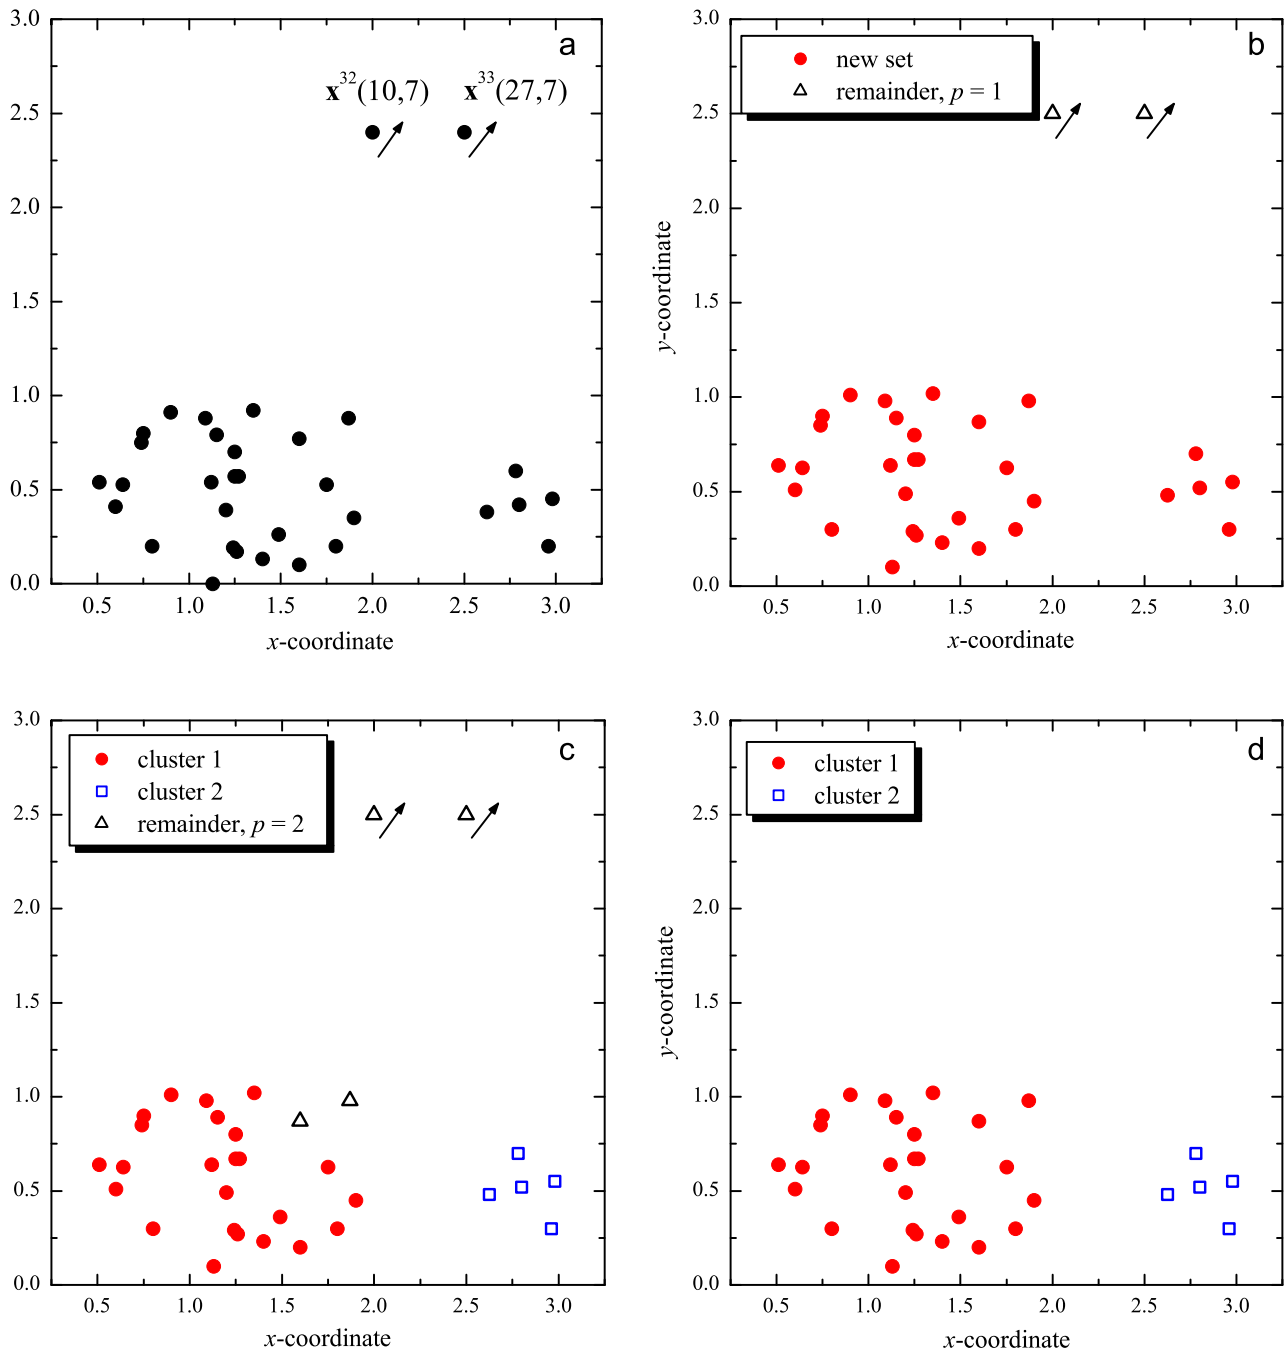 a
x³²(10,7) x³³(27,7)
3.0
2.5
2.0
1.5
1.0
0.5
0.0
0.5 1.0 1.5 2.0 2.5 3.0
x-coordinate
b
new set
remainder, p = 1
3.0
2.5
2.0
1.5
1.0
0.5
0.0
y-coordinate
0.5 1.0 1.5 2.0 2.5 3.0
x-coordinate
c
cluster 1
cluster 2
remainder, p = 2
3.0
2.5
2.0
1.5
1.0
0.5
0.0
0.5 1.0 1.5 2.0 2.5 3.0
x-coordinate
d
cluster 1
cluster 2
3.0
2.5
2.0
1.5
1.0
0.5
0.0
y-coordinate
0.5 1.0 1.5 2.0 2.5 3.0
x-coordinate